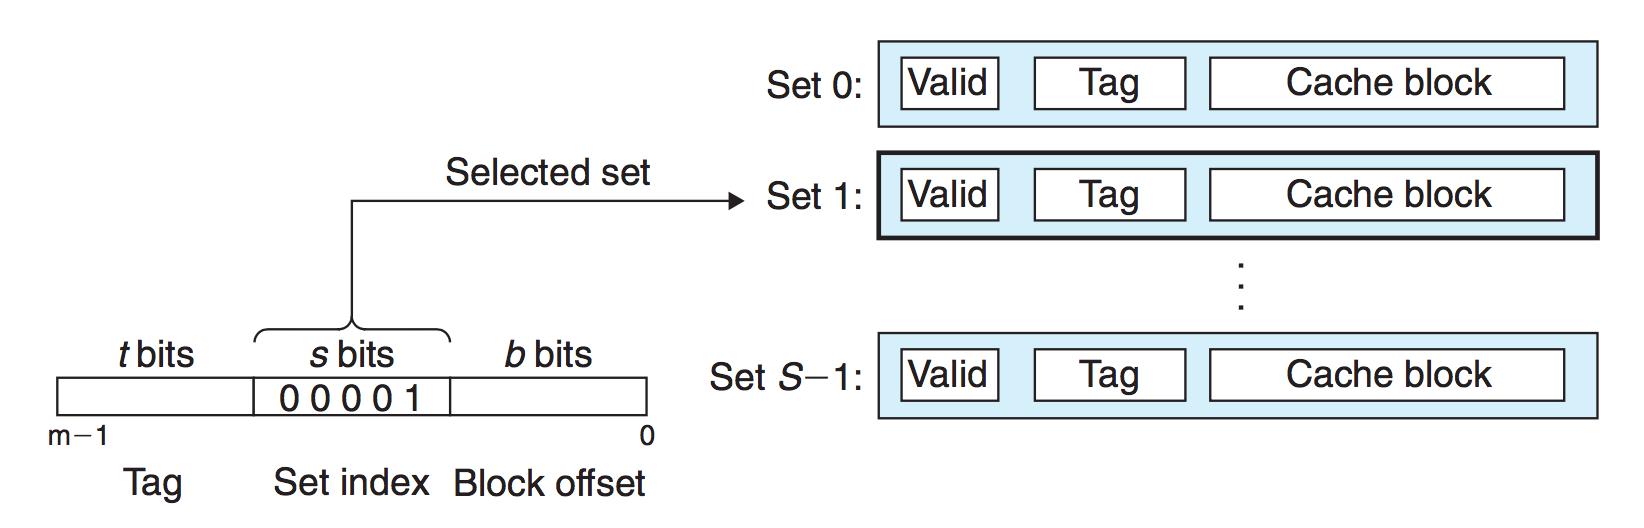 Set 0: Valid Tag Cache block
Selected set
Set 1: Valid Tag Cache block
t bits s bits b bits
Set S−1: Valid Tag Cache block
0 0 0 0 1
m−1 0
Tag Set index Block offset